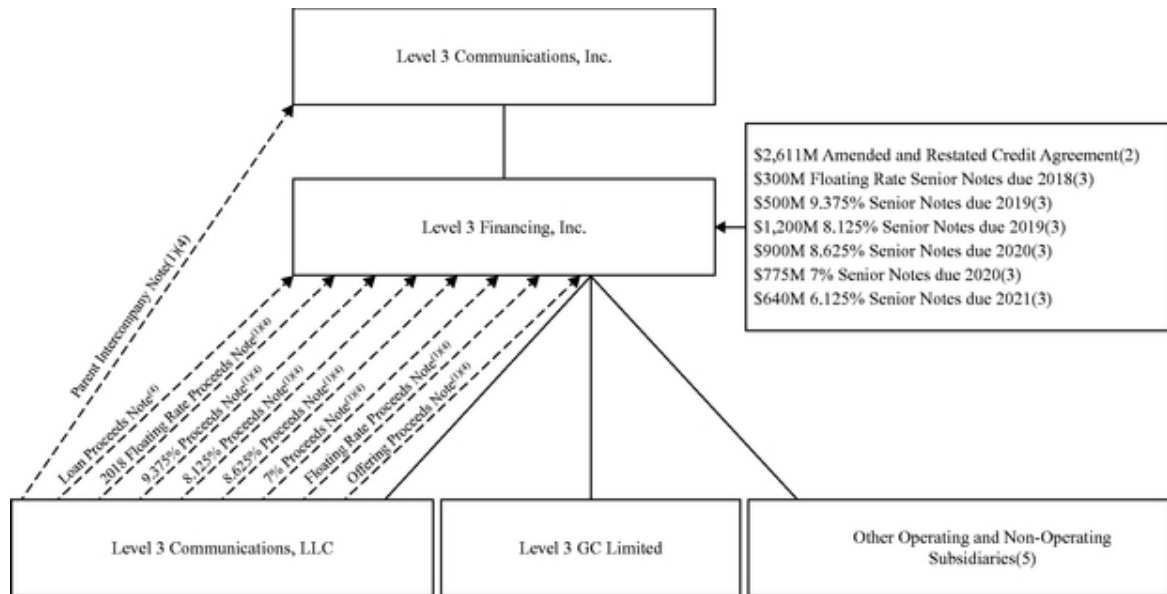 Level 3 Communications, Inc.
$2,611M Amended and Restated Credit Agreement(2)
$300M Floating Rate Senior Notes due 2018(3)
$500M 9.375% Senior Notes due 2019(3)
$1,200M 8.125% Senior Notes due 2019(3)
$900M 8.625% Senior Notes due 2020(3)
$775M 7% Senior Notes due 2020(3)
$640M 6.125% Senior Notes due 2021(3)
Level 3 Financing, Inc.
Parent Intercompany Note(1)(4)
Loan Proceeds Note(4)
2018 Floating Rate Proceeds Note(1)(4)
9.375% Proceeds Note(1)(4)
8.125% Proceeds Note(1)(4)
8.625% Proceeds Note(1)(4)
7% Proceeds Note(1)(4)
Floating Rate Proceeds Note(1)(4)
Offering Proceeds Note(1)(4)
Level 3 Communications, LLC
Level 3 GC Limited
Other Operating and Non-Operating
Subsidiaries(5)